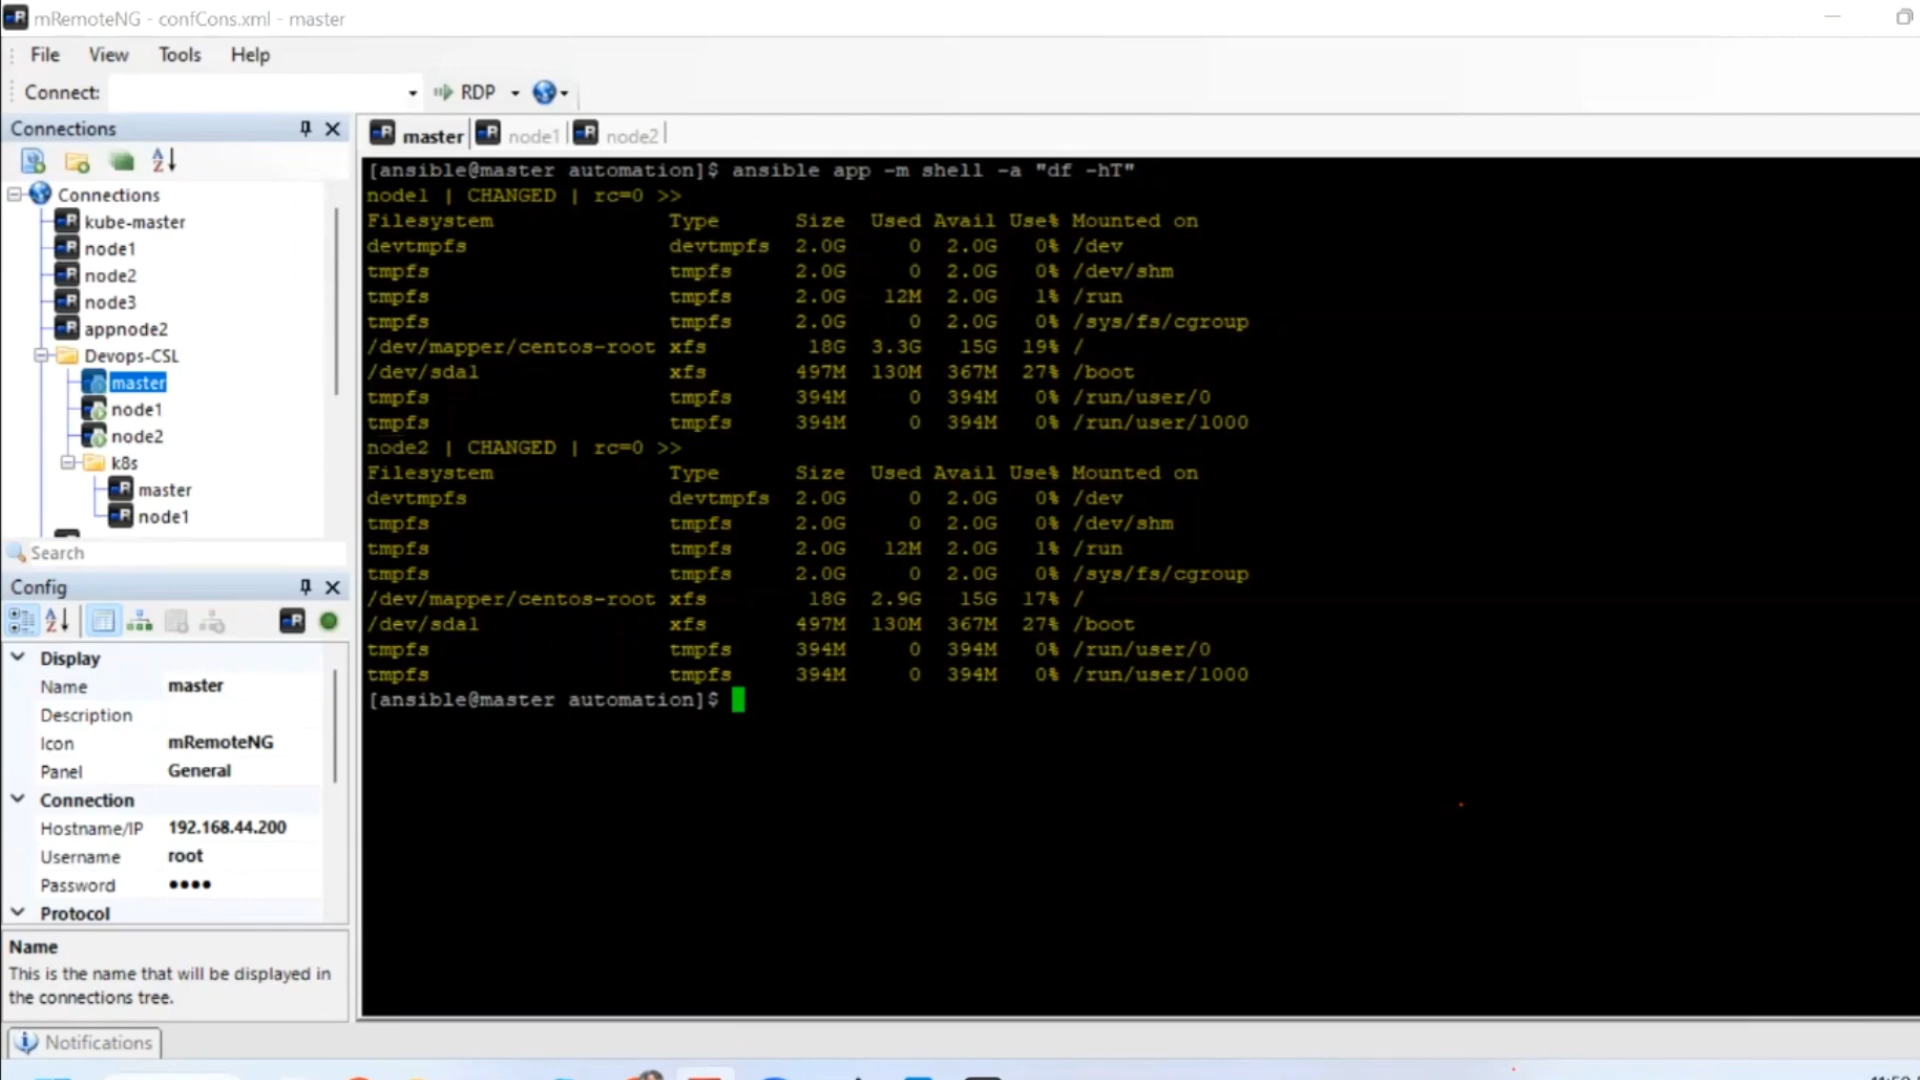 mRemoteNG - confCons.xml - master
File View Tools Help
Connect: RDP
Connections
master node1 node2
Connections
kube-master
node1
node2
node3
appnode2
Devops-CSL
master
node1
node2
k8s
master
node1
Search
Config
Display
Name master
Description
Icon mRemoteNG
Panel General
Connection
Hostname/IP 192.168.44.200
Username root
Password ••••
Protocol
Name
This is the name that will be displayed in
the connections tree.
Notifications
[ansible@master automation]$ ansible app -m shell -a "df -hT"
node1 | CHANGED | rc=0 >>
Filesystem Type Size Used Avail Use% Mounted on
devtmpfs devtmpfs 2.0G 0 2.0G 0% /dev
tmpfs tmpfs 2.0G 0 2.0G 0% /dev/shm
tmpfs tmpfs 2.0G 12M 2.0G 1% /run
tmpfs tmpfs 2.0G 0 2.0G 0% /sys/fs/cgroup
/dev/mapper/centos-root xfs 18G 3.3G 15G 19% /
/dev/sda1 xfs 497M 130M 367M 27% /boot
tmpfs tmpfs 394M 0 394M 0% /run/user/0
tmpfs tmpfs 394M 0 394M 0% /run/user/1000
node2 | CHANGED | rc=0 >>
Filesystem Type Size Used Avail Use% Mounted on
devtmpfs devtmpfs 2.0G 0 2.0G 0% /dev
tmpfs tmpfs 2.0G 0 2.0G 0% /dev/shm
tmpfs tmpfs 2.0G 12M 2.0G 1% /run
tmpfs tmpfs 2.0G 0 2.0G 0% /sys/fs/cgroup
/dev/mapper/centos-root xfs 18G 2.9G 15G 17% /
/dev/sda1 xfs 497M 130M 367M 27% /boot
tmpfs tmpfs 394M 0 394M 0% /run/user/0
tmpfs tmpfs 394M 0 394M 0% /run/user/1000
[ansible@master automation]$